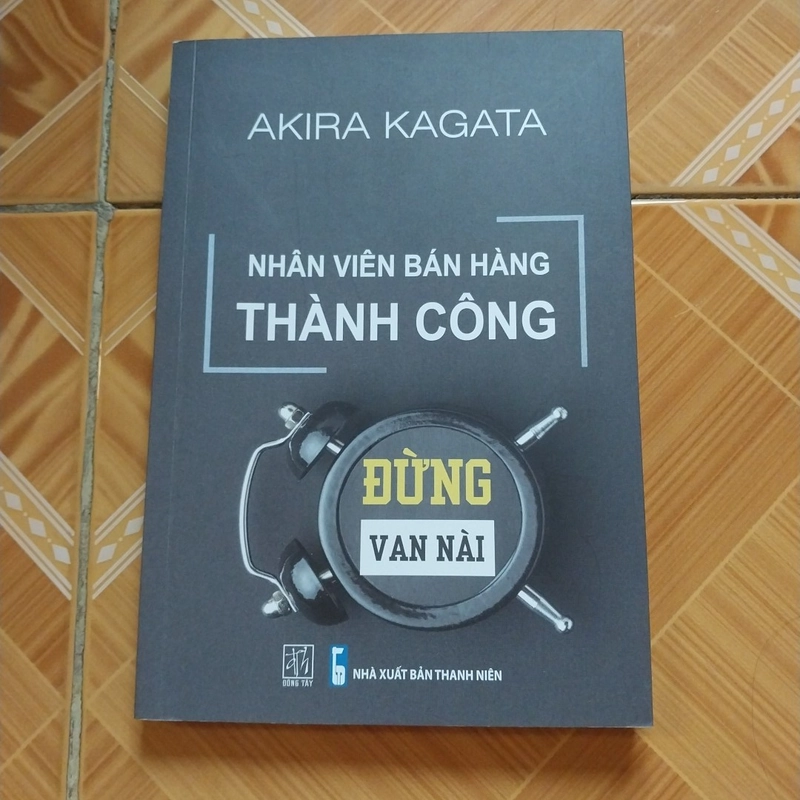 AKIRA KAGATA
NHÂN VIÊN BÁN HÀNG
THÀNH CÔNG
ĐỪNG
VAN NÀI
ĐÔNG TÂY
NHÀ XUẤT BẢN THANH NIÊN